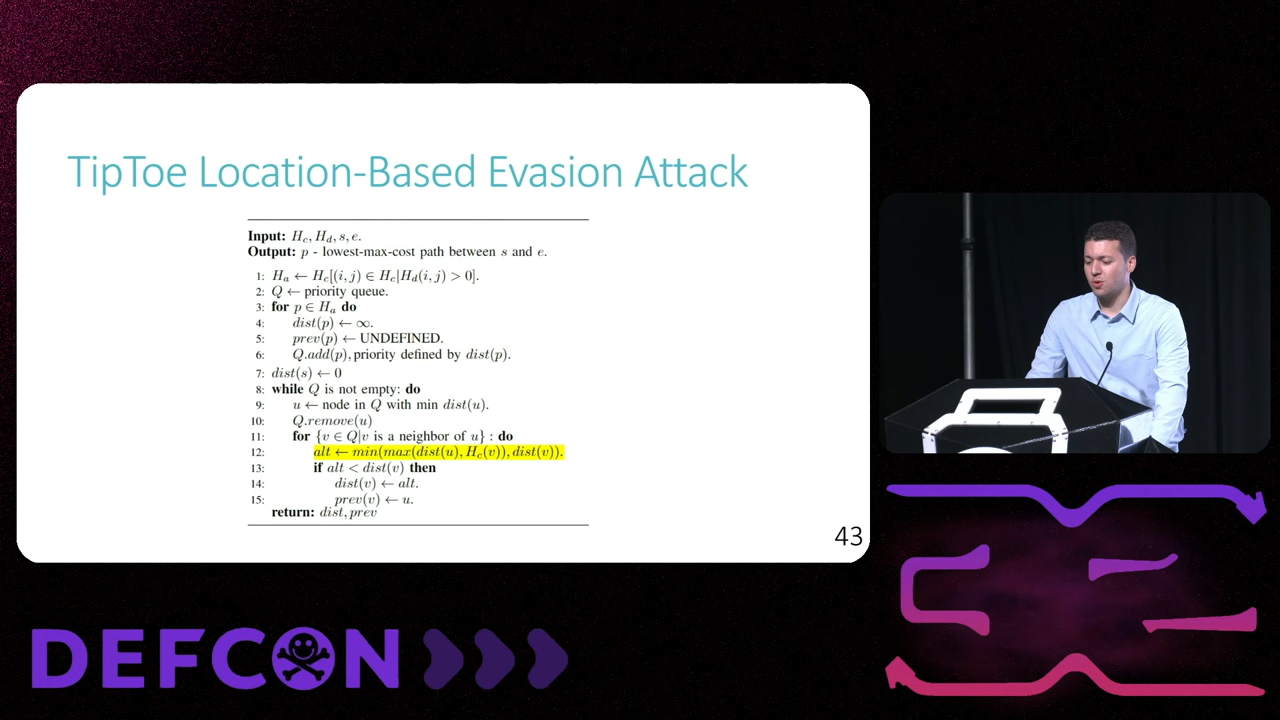 TipToe Location-Based Evasion Attack
Input: H_c, H_d, s, e.
Output: p - lowest-max-cost path between s and e.
1: H_a ← H_c[(i, j) ∈ H_c|H_d(i, j) > 0].
2: Q ← priority queue.
3: for p ∈ H_a do
4: dist(p) ← ∞.
5: prev(p) ← UNDEFINED.
6: Q.add(p), priority defined by dist(p).
7: dist(s) ← 0
8: while Q is not empty: do
9: u ← node in Q with min dist(u).
10: Q.remove(u)
11: for {v ∈ Q|v is a neighbor of u} : do
12: alt ← min(max(dist(u), H_c(v)), dist(v)).
13: if alt < dist(v) then
14: dist(v) ← alt.
15: prev(v) ← u.
return: dist, prev
43
DEFCON